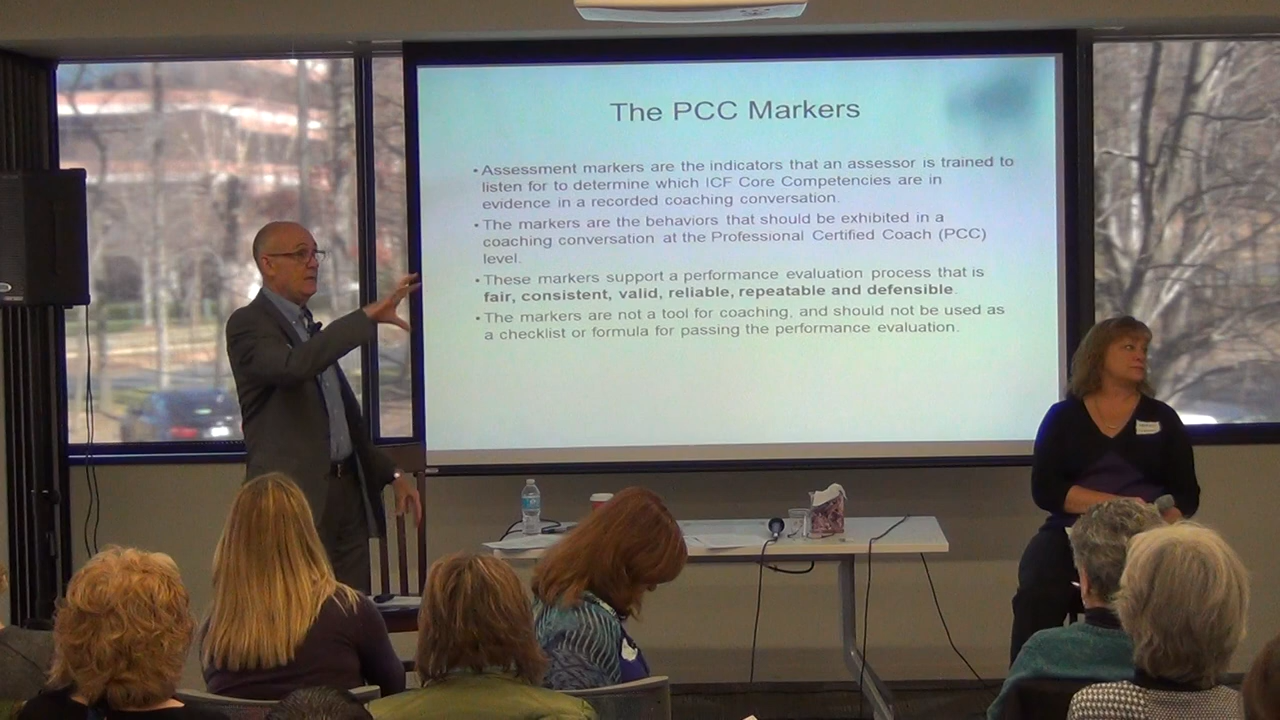 The PCC Markers
• Assessment markers are the indicators that an assessor is trained to
listen for to determine which ICF Core Competencies are in
evidence in a recorded coaching conversation.
• The markers are the behaviors that should be exhibited in a
coaching conversation at the Professional Certified Coach (PCC)
level.
• These markers support a performance evaluation process that is
fair, consistent, valid, reliable, repeatable and defensible.
• The markers are not a tool for coaching, and should not be used as
a checklist or formula for passing the performance evaluation.